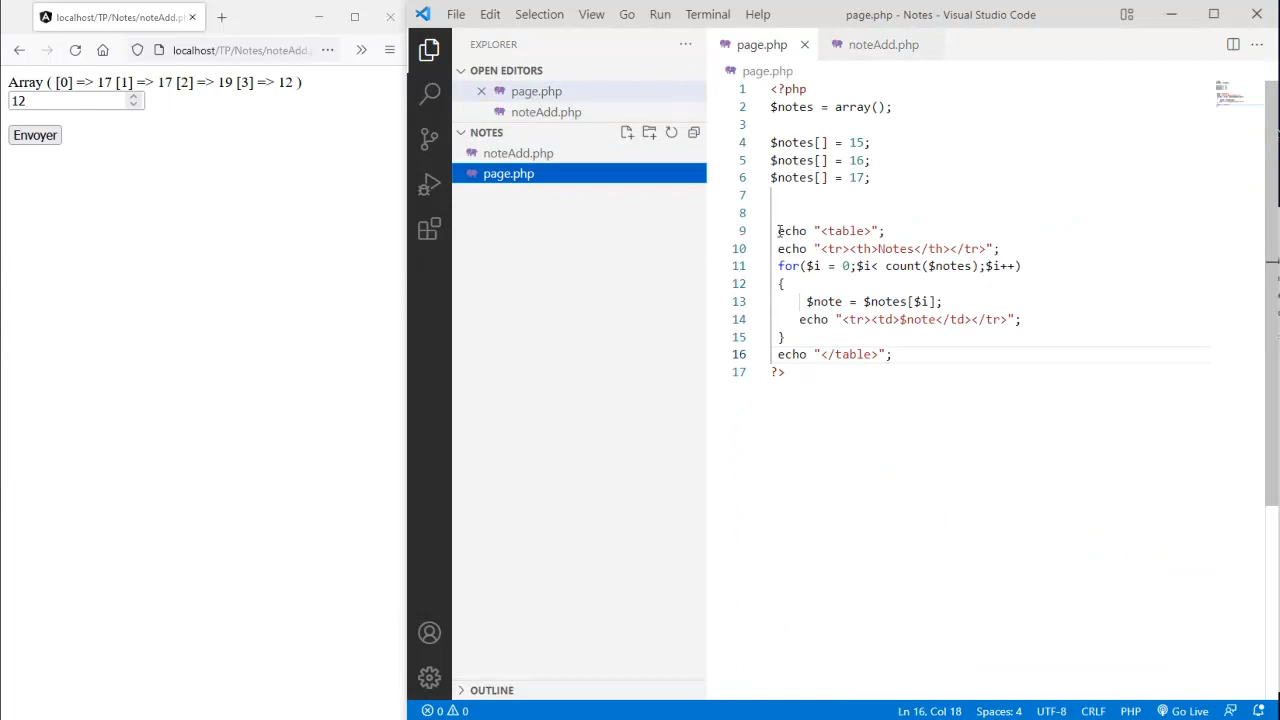 localhost/TP/Notes/noteAdd.pl
localhost/TP/Notes/noteAdd.
Array ( [0] => 17 [1] => 17 [2] => 19 [3] => 12 )
12
Envoyer
File Edit Selection View Go Run Terminal Help
page.php - Notes - Visual Studio Code
EXPLORER
OPEN EDITORS
page.php
noteAdd.php
NOTES
noteAdd.php
page.php
OUTLINE
page.php noteAdd.php
page.php
1 <?php
2 $notes = array();
3
4 $notes[] = 15;
5 $notes[] = 16;
6 $notes[] = 17;
7
8
9 echo "<table>";
10 echo "<tr><th>Notes</th></tr>";
11 for($i = 0;$i< count($notes);$i++)
12 {
13 $note = $notes[$i];
14 echo "<tr><td>$note</td></tr>";
15 }
16 echo "</table>";
17 ?>
0 0
Ln 16, Col 18 Spaces: 4 UTF-8 CRLF PHP Go Live